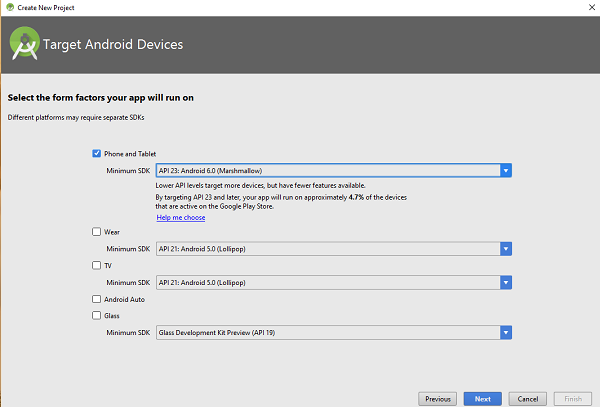 Create New Project
Target Android Devices
Select the form factors your app will run on
Different platforms may require separate SDKs
Phone and Tablet
Minimum SDK API 23: Android 6.0 (Marshmallow)
Lower API levels target more devices, but have fewer features available.
By targeting API 23 and later, your app will run on approximately 4.7% of the devices
that are active on the Google Play Store.
Help me choose
Wear
Minimum SDK API 21: Android 5.0 (Lollipop)
TV
Minimum SDK API 21: Android 5.0 (Lollipop)
Android Auto
Glass
Minimum SDK Glass Development Kit Preview (API 19)
Previous Next Cancel Finish